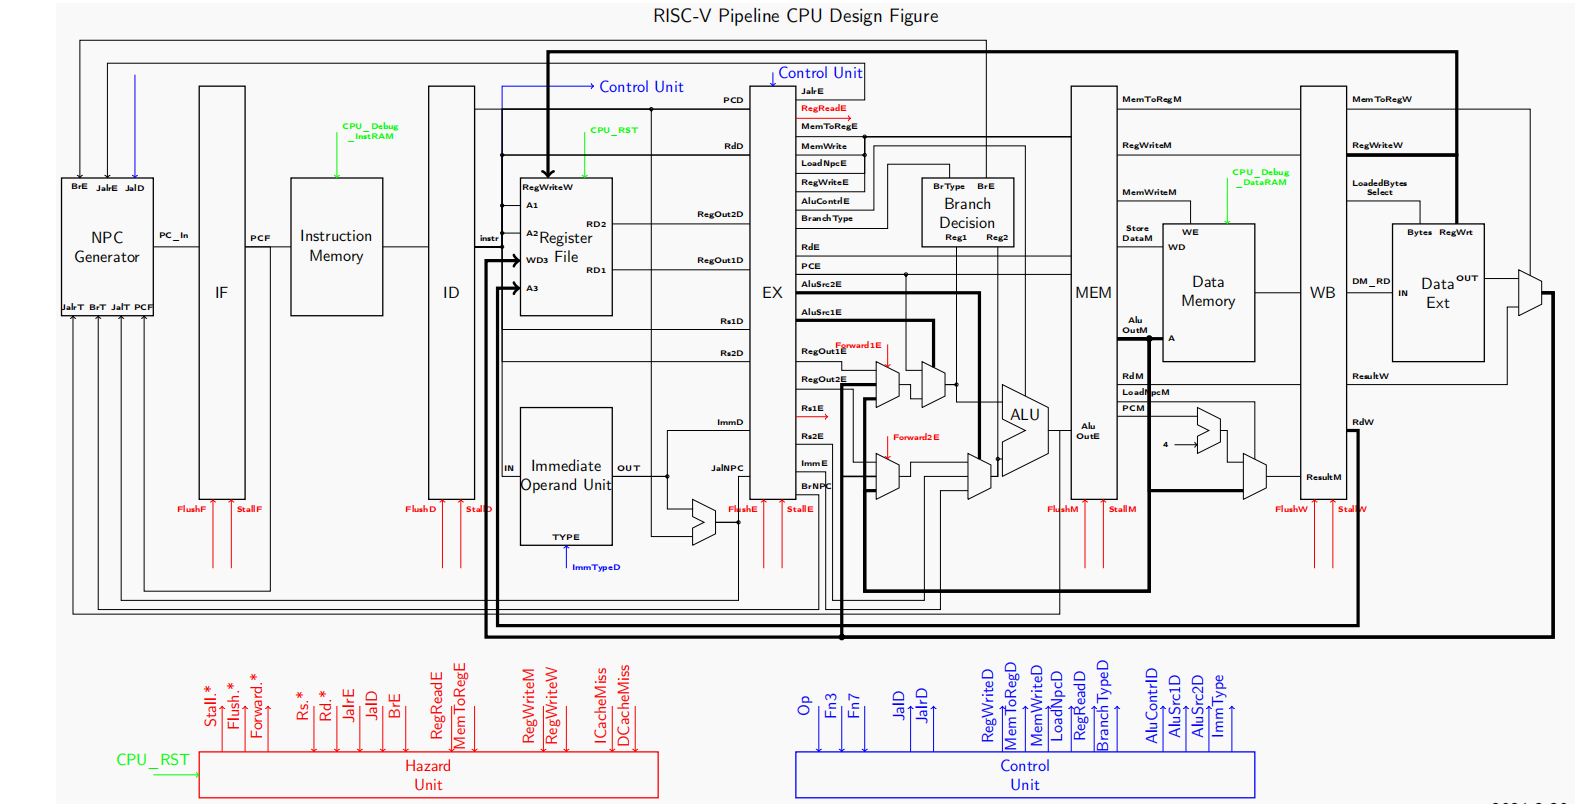 RISC-V Pipeline CPU Design Figure
Control Unit
Control Unit
CPU_Debug
_InstRAM
CPU_RST
CPU_Debug
_DataRAM
BrE JalrE JalD
NPC
Generator
JalrT BrT JalT PCF
PC_In
IF
PCF
Instruction
Memory
ID
instr
RegWriteW
A1
A2
WD3
A3
Register
File
RD2
RD1
PCD
RdD
RegOut2D
RegOut1D
Rs1D
Rs2D
ImmD
JalNPC
IN
Immediate
Operand Unit
OUT
TYPE
ImmTypeD
EX
JalrE
RegReadE
MemToRegE
MemWrite
LoadNpcE
RegWriteE
AluContrlE
BranchType
RdE
PCE
AluSrc2E
AluSrc1E
RegOut1E
RegOut2E
Rs1E
Rs2E
ImmE
BrNPC
Forward1E
Forward2E
BrType BrE
Branch
Decision
Reg1 Reg2
ALU
Alu
OutE
MEM
MemToRegM
RegWriteM
MemWriteM
Store
DataM
Alu
OutM
RdM
LoadNpcM
PCM
4
WE
WD
Data
Memory
A
WB
ResultM
MemToRegW
RegWriteW
LoadedBytes
Select
DM_RD
ResultW
RdW
Bytes RegWrt
IN
Data
Ext
OUT
FlushF StallF
FlushD StallD
FlushE StallE
FlushM StallM
FlushW StallW
Stall.*
Flush.*
Forward.*
Rs.*
Rd.*
JalrE
JalD
BrE
RegReadE
MemToRegE
RegWriteM
RegWriteW
ICacheMiss
DCacheMiss
CPU_RST
Hazard
Unit
Op
Fn3
Fn7
JalD
JalrD
RegWriteD
MemToRegD
MemWriteD
LoadNpcD
RegReadD
BranchTypeD
AluContrlD
AluSrc1D
AluSrc2D
ImmType
Control
Unit